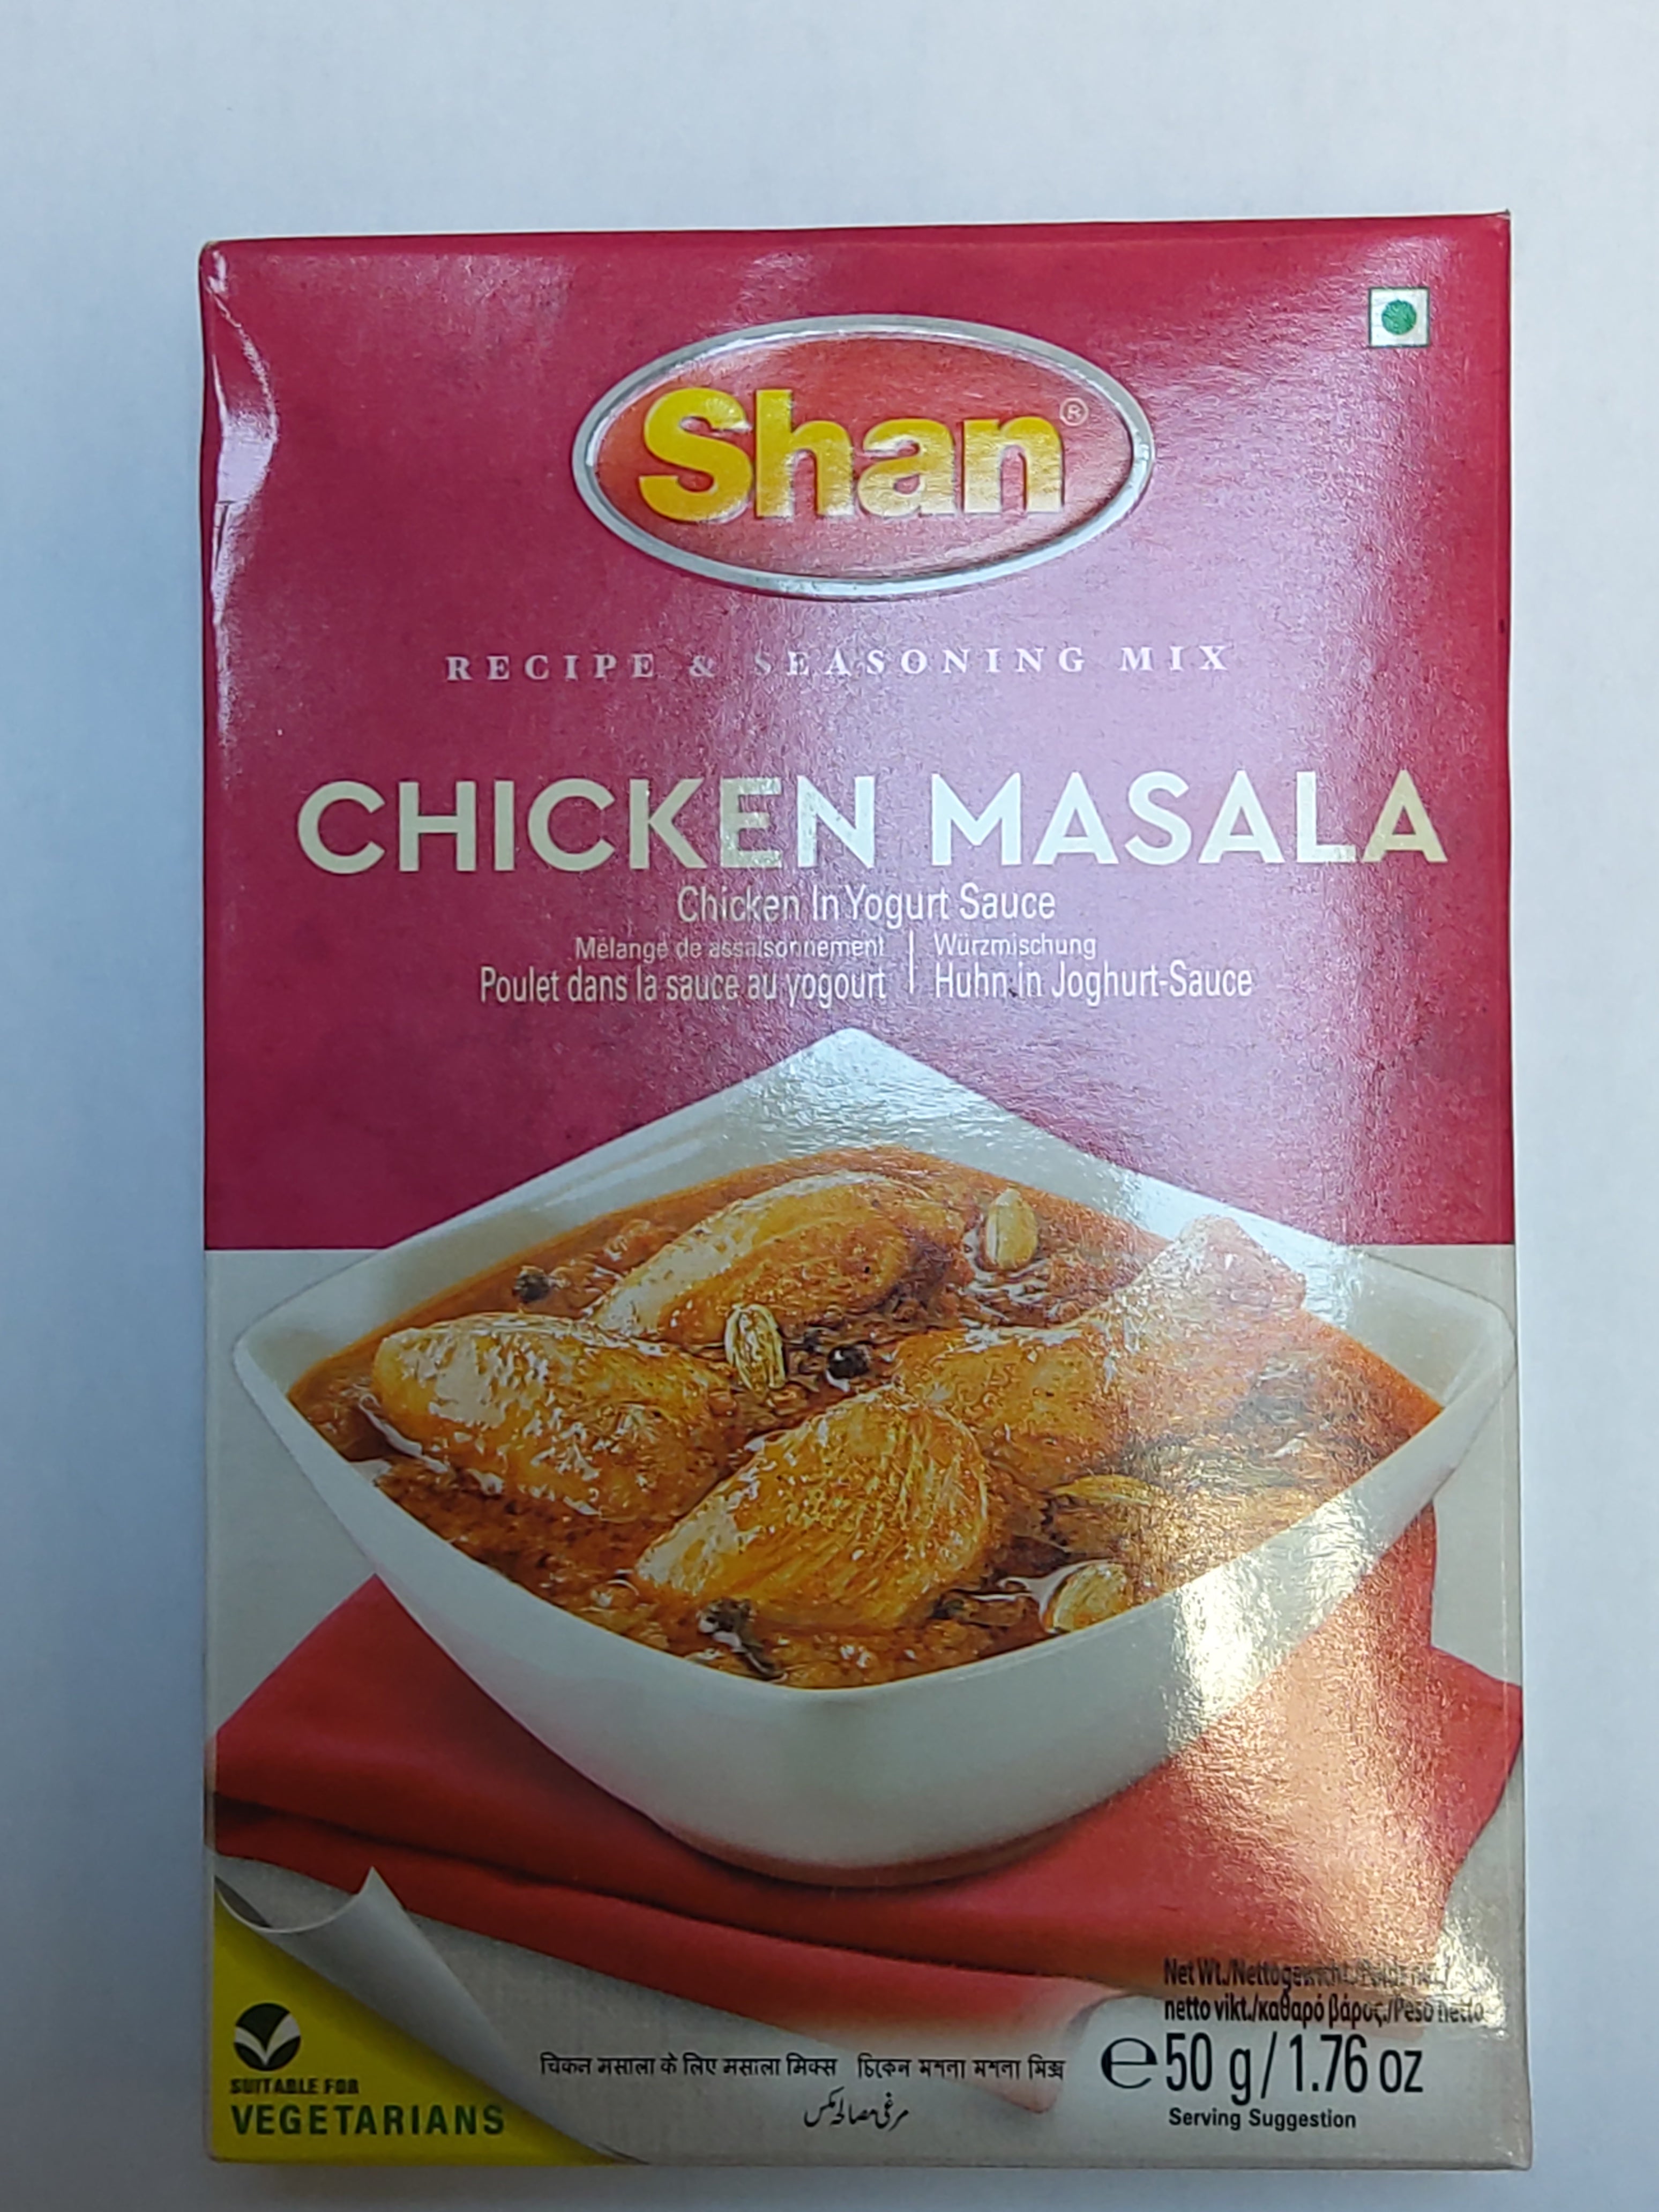 Shan®
RECIPE & SEASONING MIX
CHICKEN MASALA
Chicken In Yogurt Sauce
Mélange de assaisonnement
Poulet dans la sauce au yogourt
Würzmischung
Huhn in Joghurt-Sauce
SUITABLE FOR
VEGETARIANS
चिकन मसाला के लिए मसाला मिक्स
مرغی مصالحہ مکس
Net Wt./Nettogewicht/Poids net/
netto vikt./καθαρό βάρος/Peso netto
e 50 g/1.76 oz
Serving Suggestion